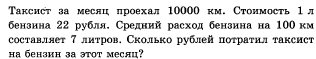 Таксист за месяц проехал 10000 км. Стоимость 1 л
бензина 22 рубля. Средний расход бензина на 100 км
составляет 7 литров. Сколько рублей потратил таксист
на бензин за этот месяц?